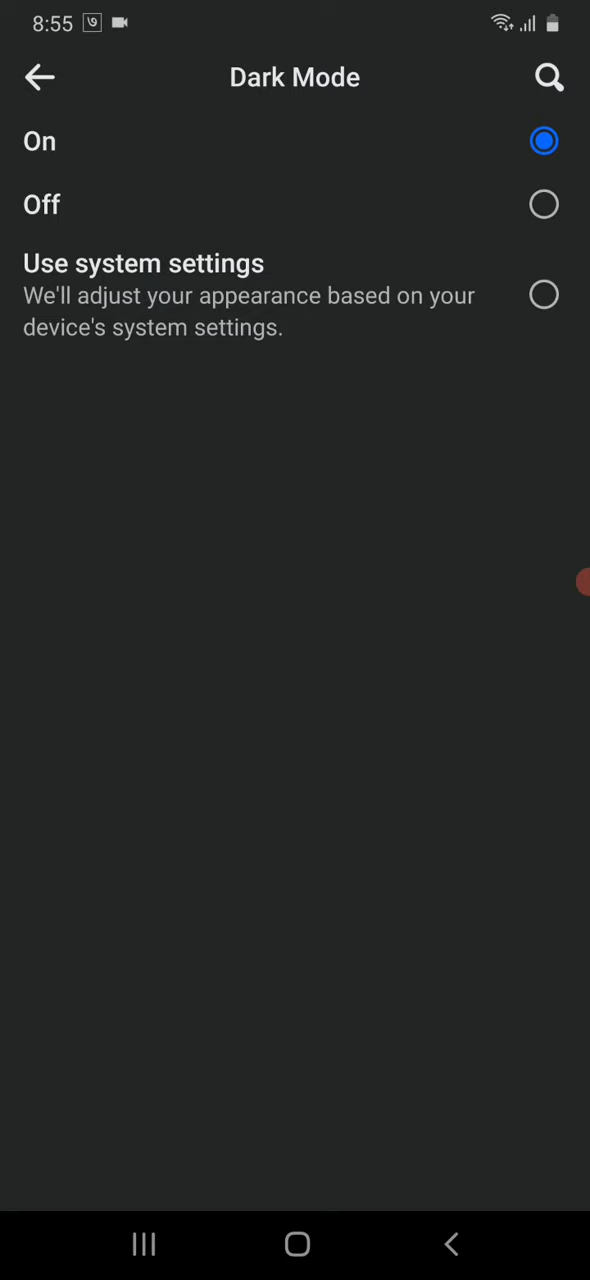 8:55
Dark Mode
On
Off
Use system settings
We'll adjust your appearance based on your
device's system settings.